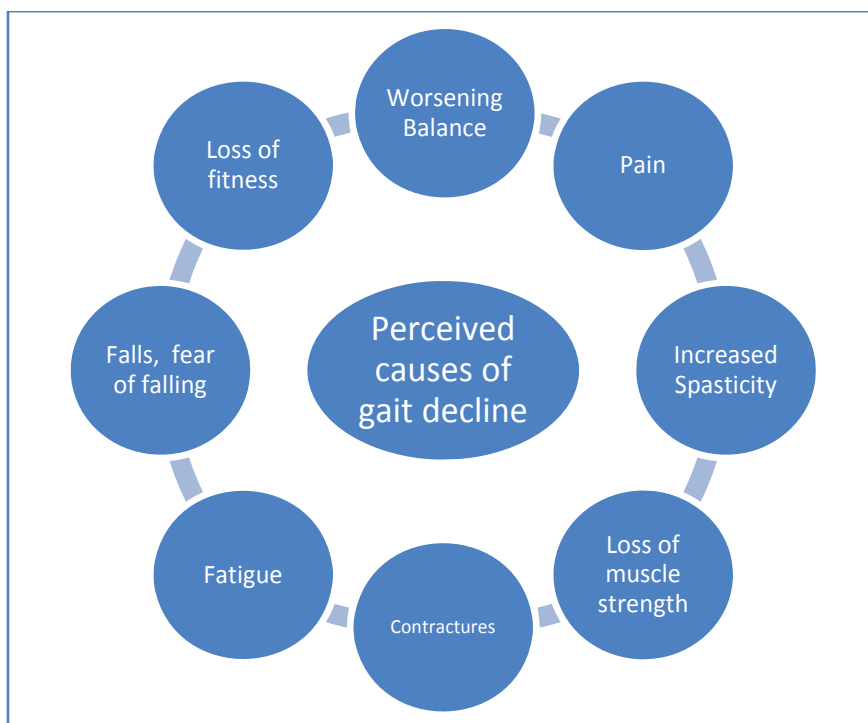 Worsening
Balance
Pain
Increased
Spasticity
Loss of
muscle
strength
Contractures
Fatigue
Falls, fear
of falling
Loss of
fitness
Perceived
causes of
gait decline